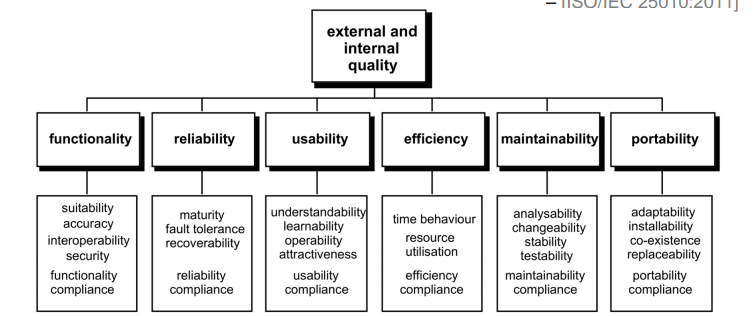 – [ISO/IEC 25010:2011]
external and
internal
quality
functionality
reliability
usability
efficiency
maintainability
portability
suitability
accuracy
interoperability
security
functionality
compliance
maturity
fault tolerance
recoverability
reliability
compliance
understandability
learnability
operability
attractiveness
usability
compliance
time behaviour
resource
utilisation
efficiency
compliance
analysability
changeability
stability
testability
maintainability
compliance
adaptability
installability
co-existence
replaceability
portability
compliance